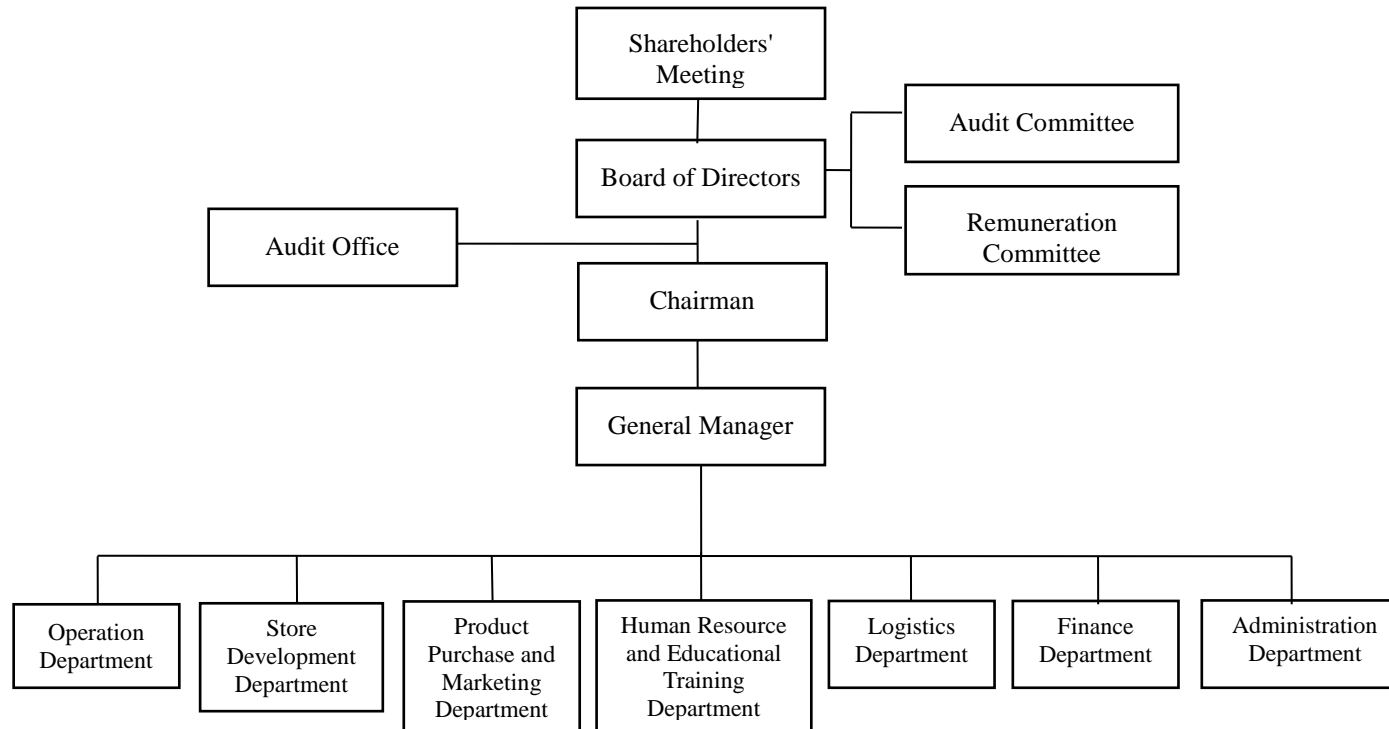 Shareholders'
Meeting
Audit Committee
Board of Directors
Remuneration
Committee
Audit Office
Chairman
General Manager
Operation
Department
Store
Development
Department
Product
Purchase and
Marketing
Department
Human Resource
and Educational
Training
Department
Logistics
Department
Finance
Department
Administration
Department